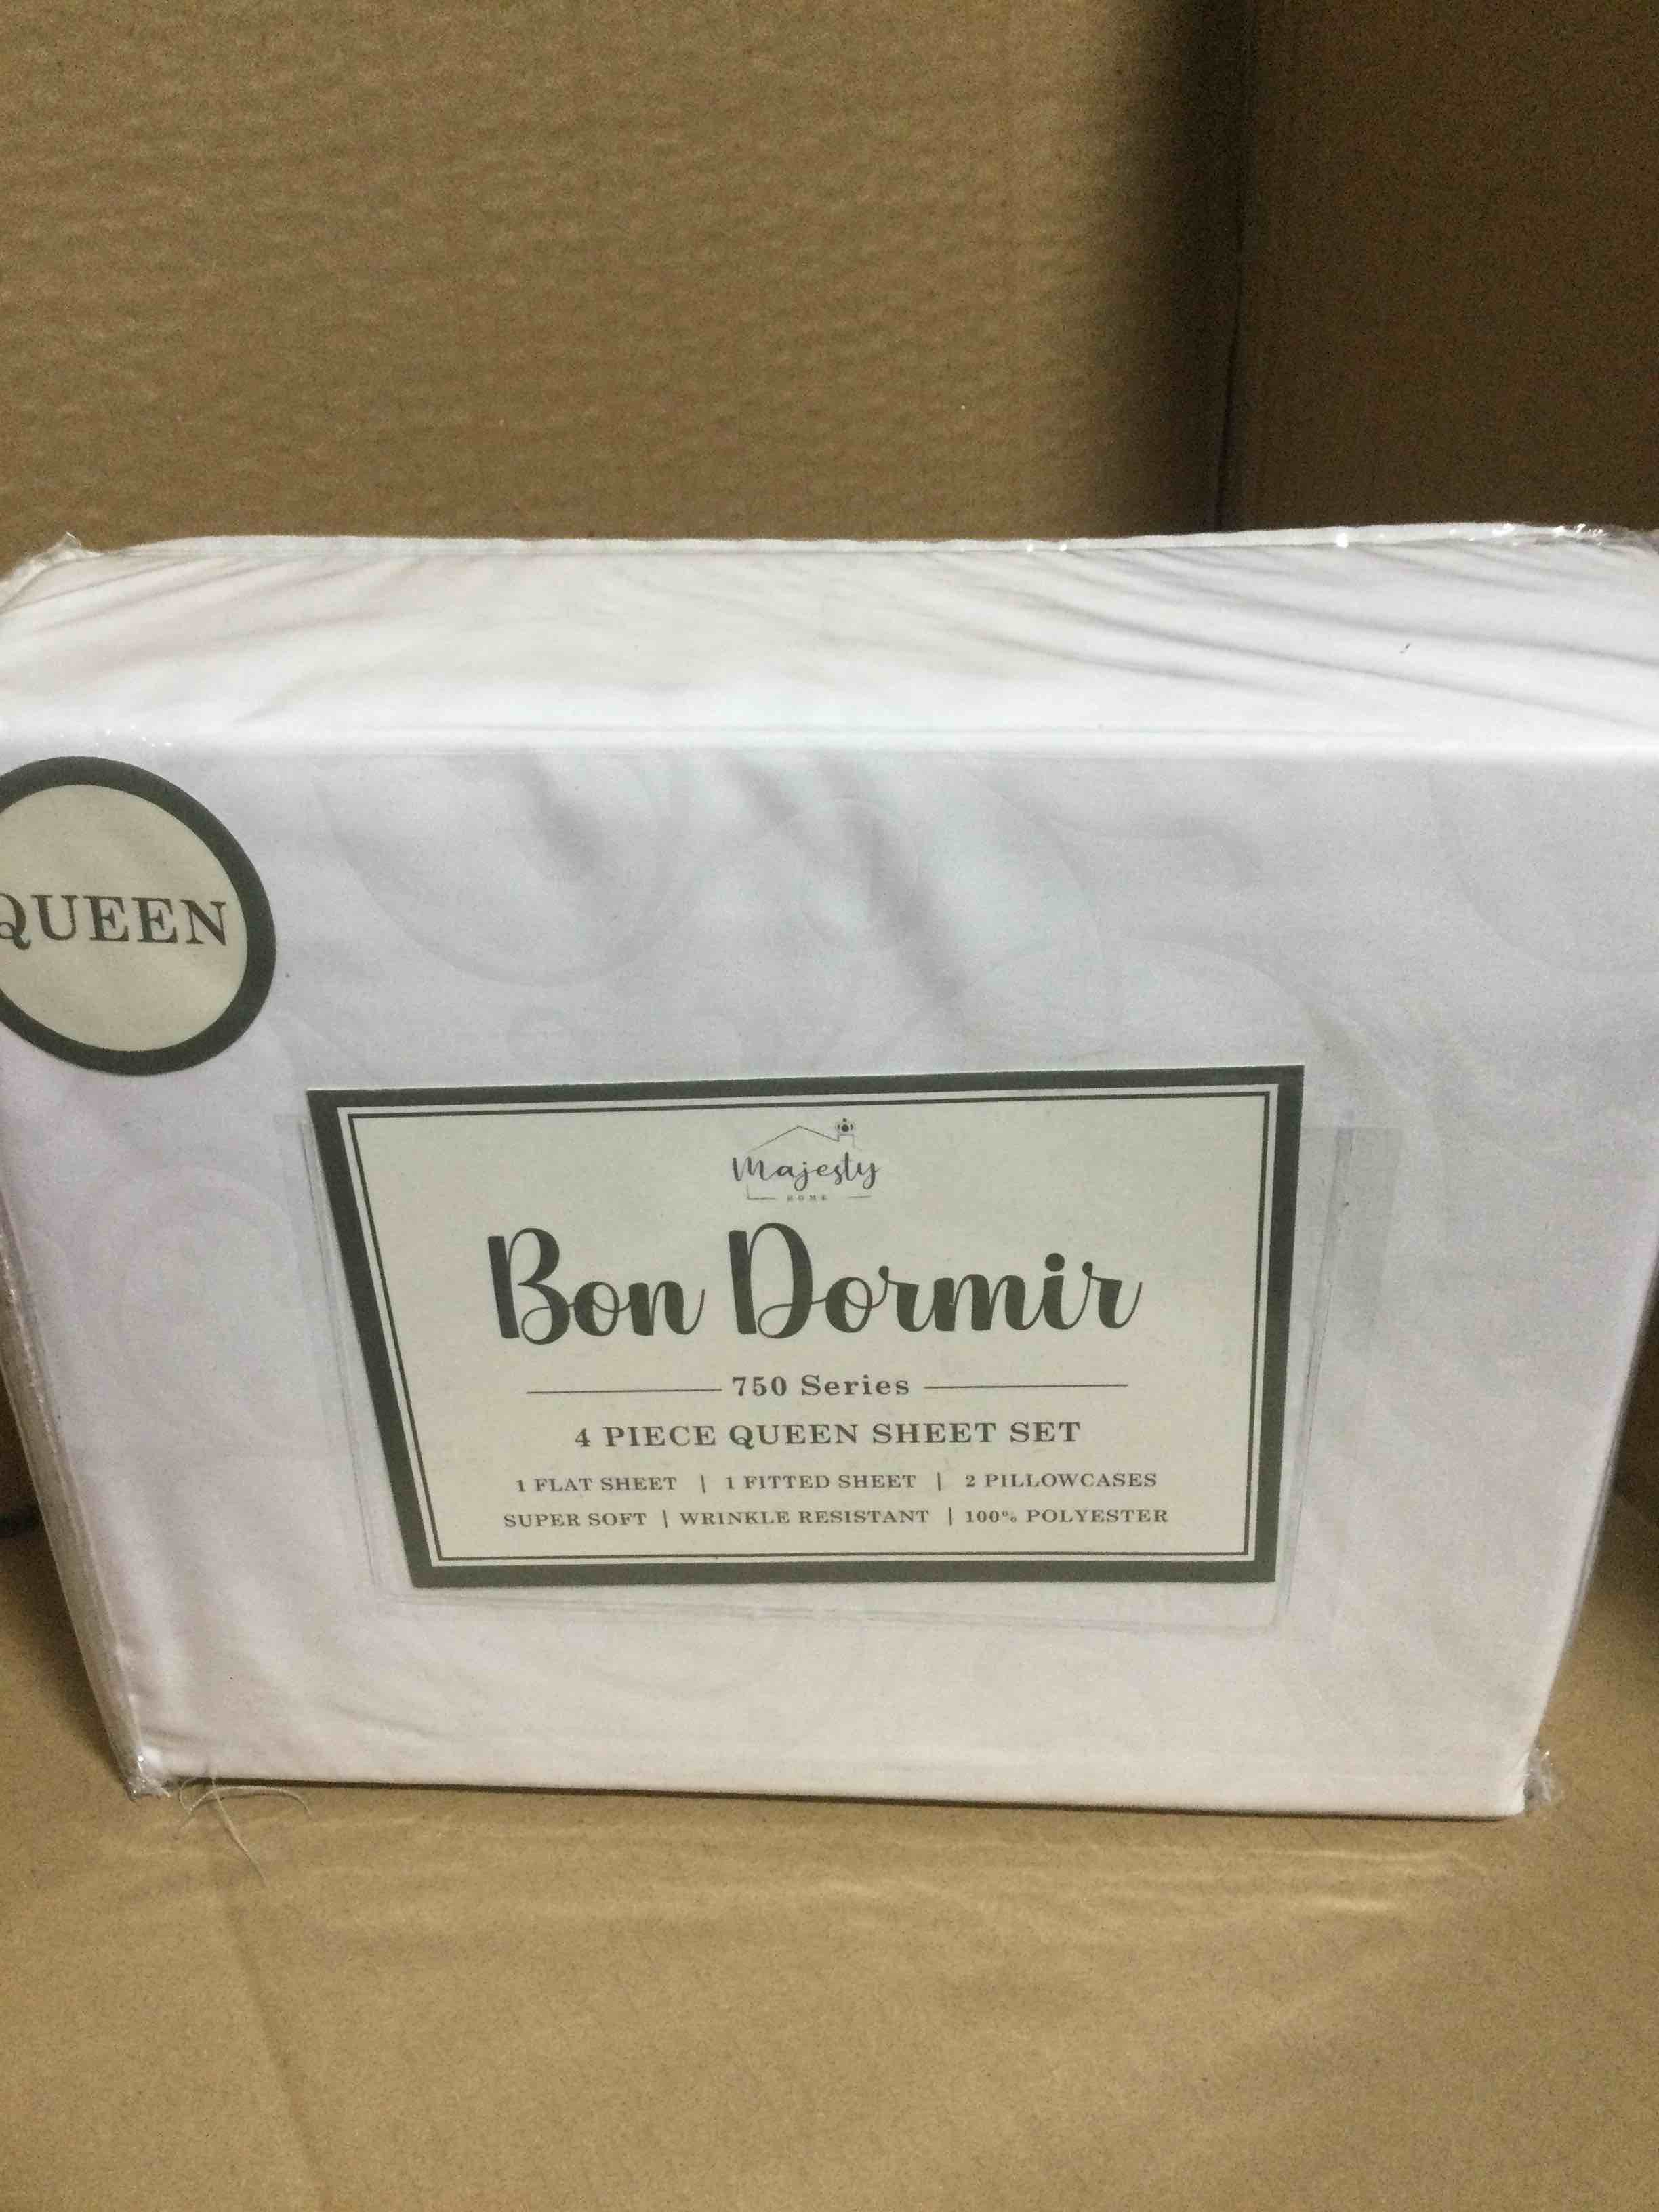 QUEEN
Majesty
HOME
Bon Dormir
750 Series
4 PIECE QUEEN SHEET SET
1 FLAT SHEET | 1 FITTED SHEET | 2 PILLOWCASES
SUPER SOFT | WRINKLE RESISTANT | 100% POLYESTER